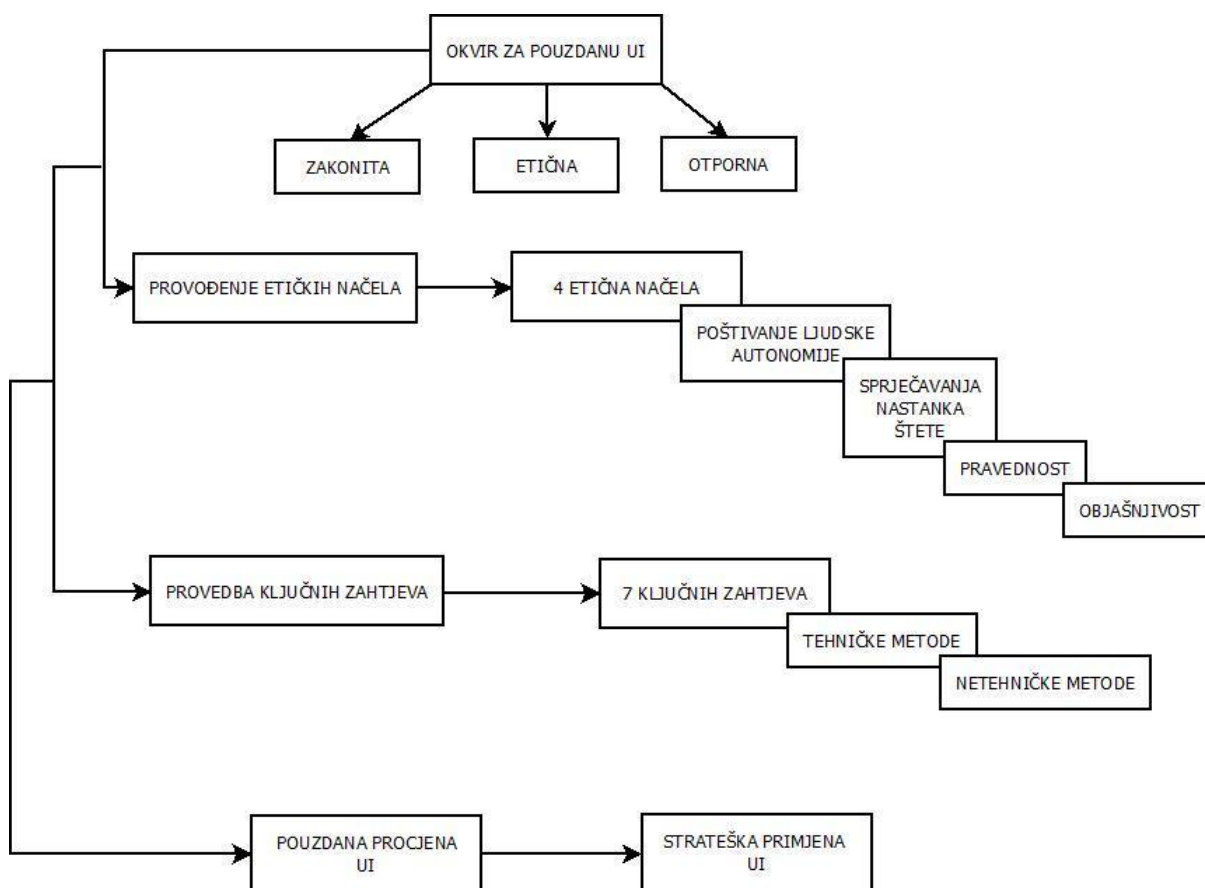 OKVIR ZA POUZDANU UI
ZAKONITA
ETIČNA
OTPORNA
PROVOĐENJE ETIČKIH NAČELA
4 ETIČNA NAČELA
POŠTIVANJE LJUDSKE
AUTONOMIJE
SPRJEČAVANJA
NASTANKA
ŠTETE
PRAVEDNOST
OBJAŠNJIVOST
PROVEDBA KLJUČNIH ZAHTJEVA
7 KLJUČNIH ZAHTJEVA
TEHNIČKE METODE
NETEHNIČKE METODE
POUZDANA PROCJENA
UI
STRATEŠKA PRIMJENA
UI